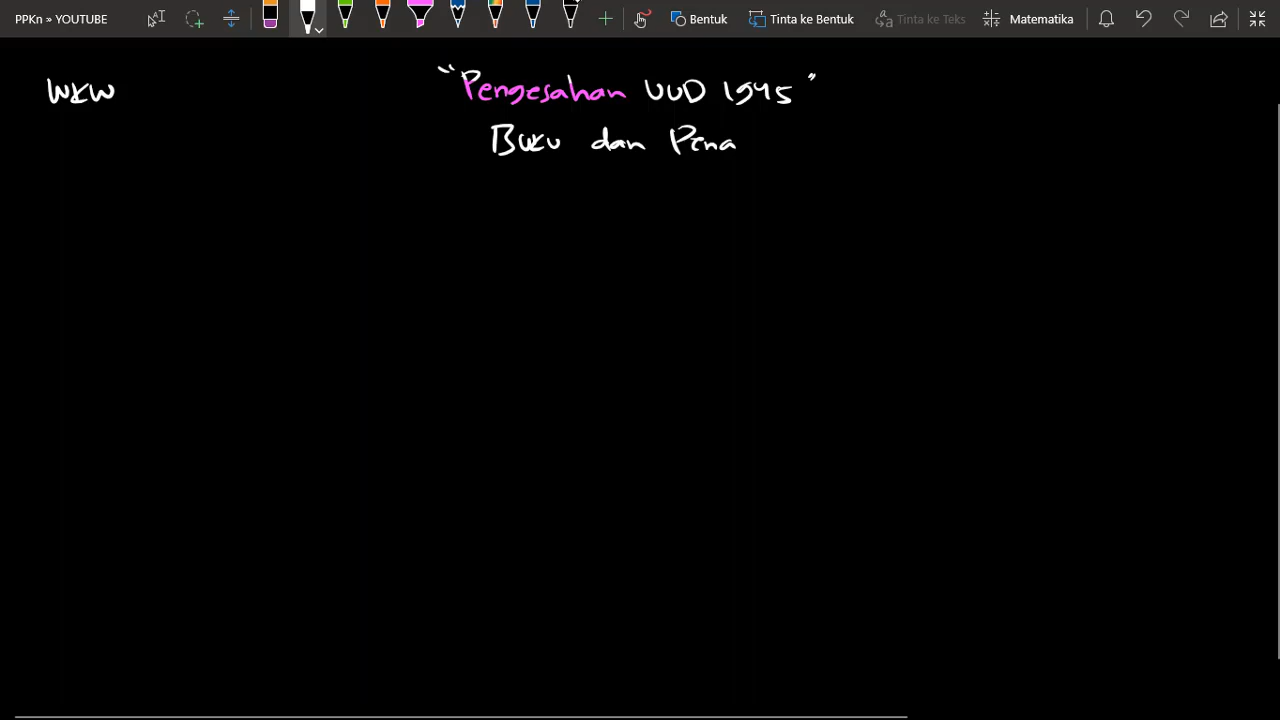 PPKn » YOUTUBE
Bentuk
Tinta ke Bentuk
Tinta ke Teks
Matematika
WKW
"Pengesahan UUD 1945"
Buku dan Pena